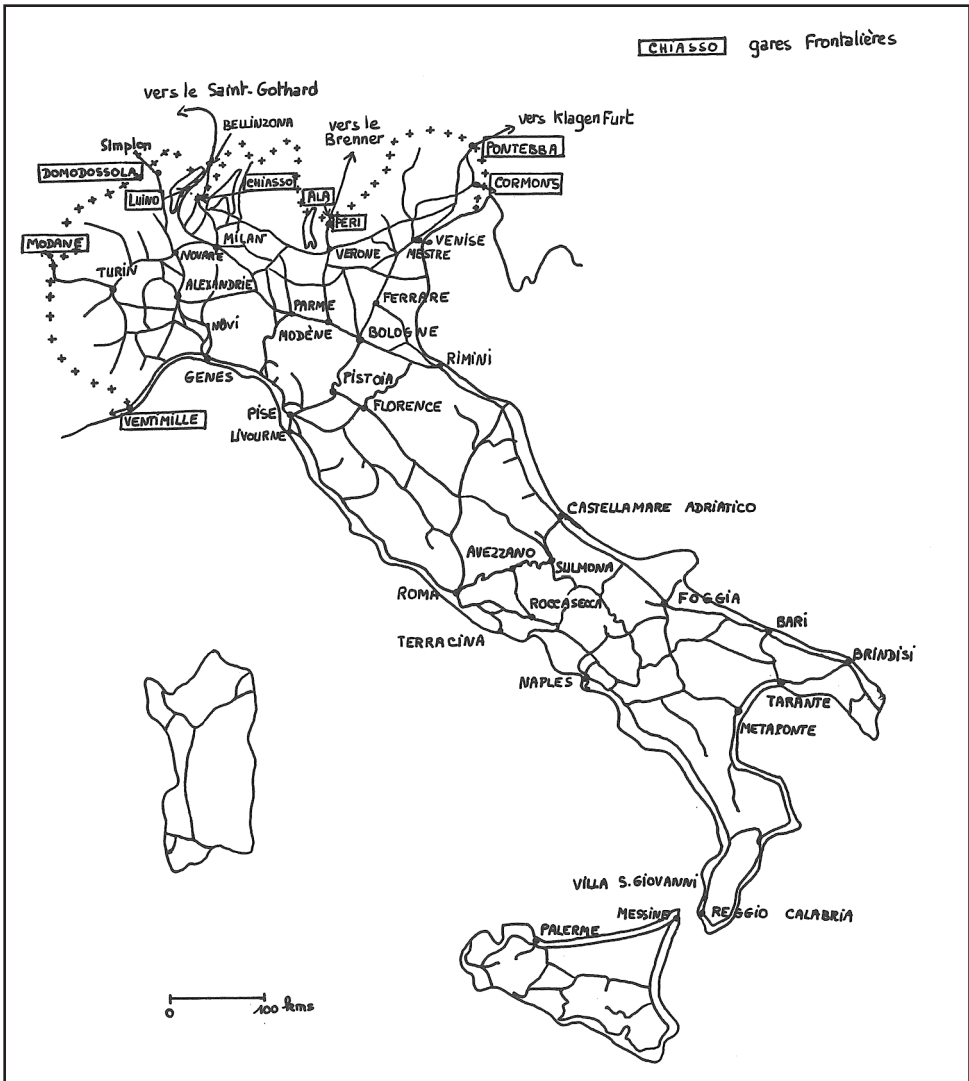 CHIASSO gares Frontalières
vers le Saint-Gothard
BELLINZONA
vers le
Brenner
vers KlagenFurt
Simplon
PONTEBBA
DOMODOSSOLA
CHIASSO
CORMONS
LUINO
ALA
PERI
MODANE
MILAN
VENISE
NOVARE
VERONE
MESTRE
TURIN
ALEXANDRIE
PARME
FERRARE
NOVI
MODÈNE
BOLOGNE
RIMINI
GENES
PISTOIA
VENTIMILLE
PISE
FLORENCE
LIVOURNE
CASTELLAMARE ADRIATICO
AVEZZANO
SULMONA
ROMA
ROCCASECCA
FOGGIA
TERRACINA
BARI
BRINDISI
NAPLES
TARANTE
METAPONTE
VILLA S.GIOVANNI
MESSINE
REGGIO CALABRIA
PALERME
0 100 kms